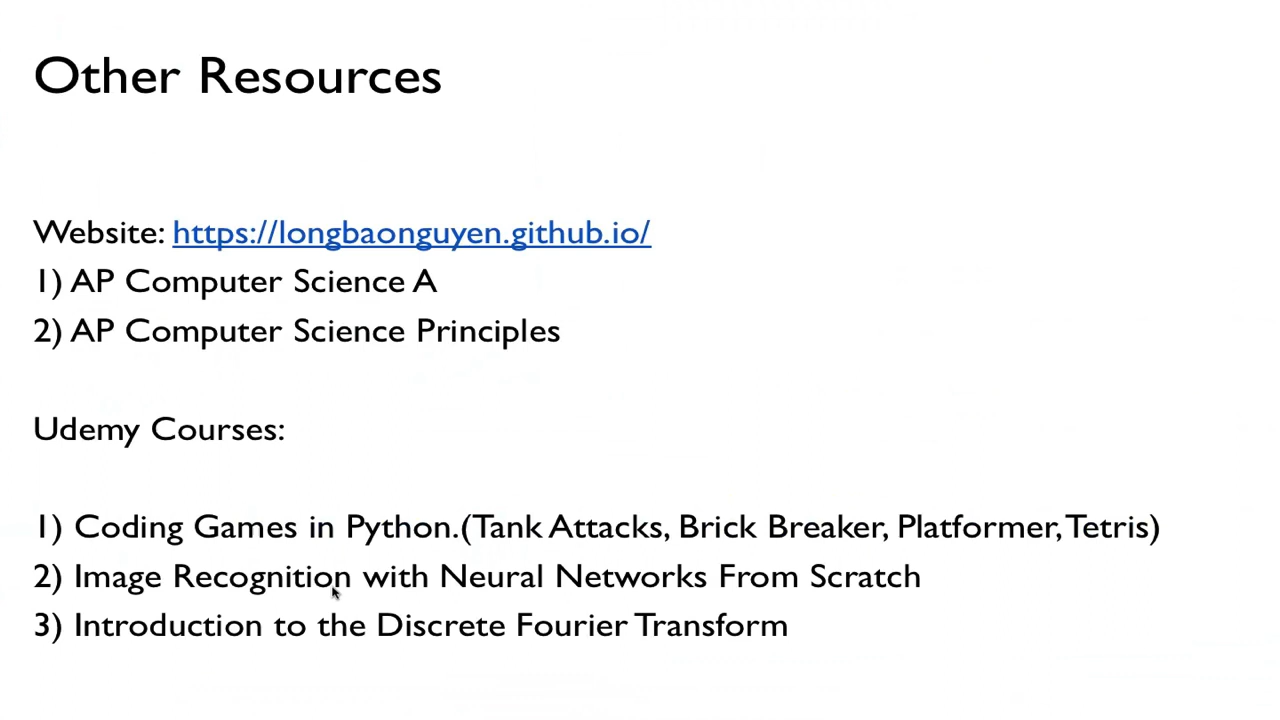 Other Resources
Website: https://longbaonguyen.github.io/
1) AP Computer Science A
2) AP Computer Science Principles
Udemy Courses:
1) Coding Games in Python.(Tank Attacks, Brick Breaker, Platformer, Tetris)
2) Image Recognition with Neural Networks From Scratch
3) Introduction to the Discrete Fourier Transform